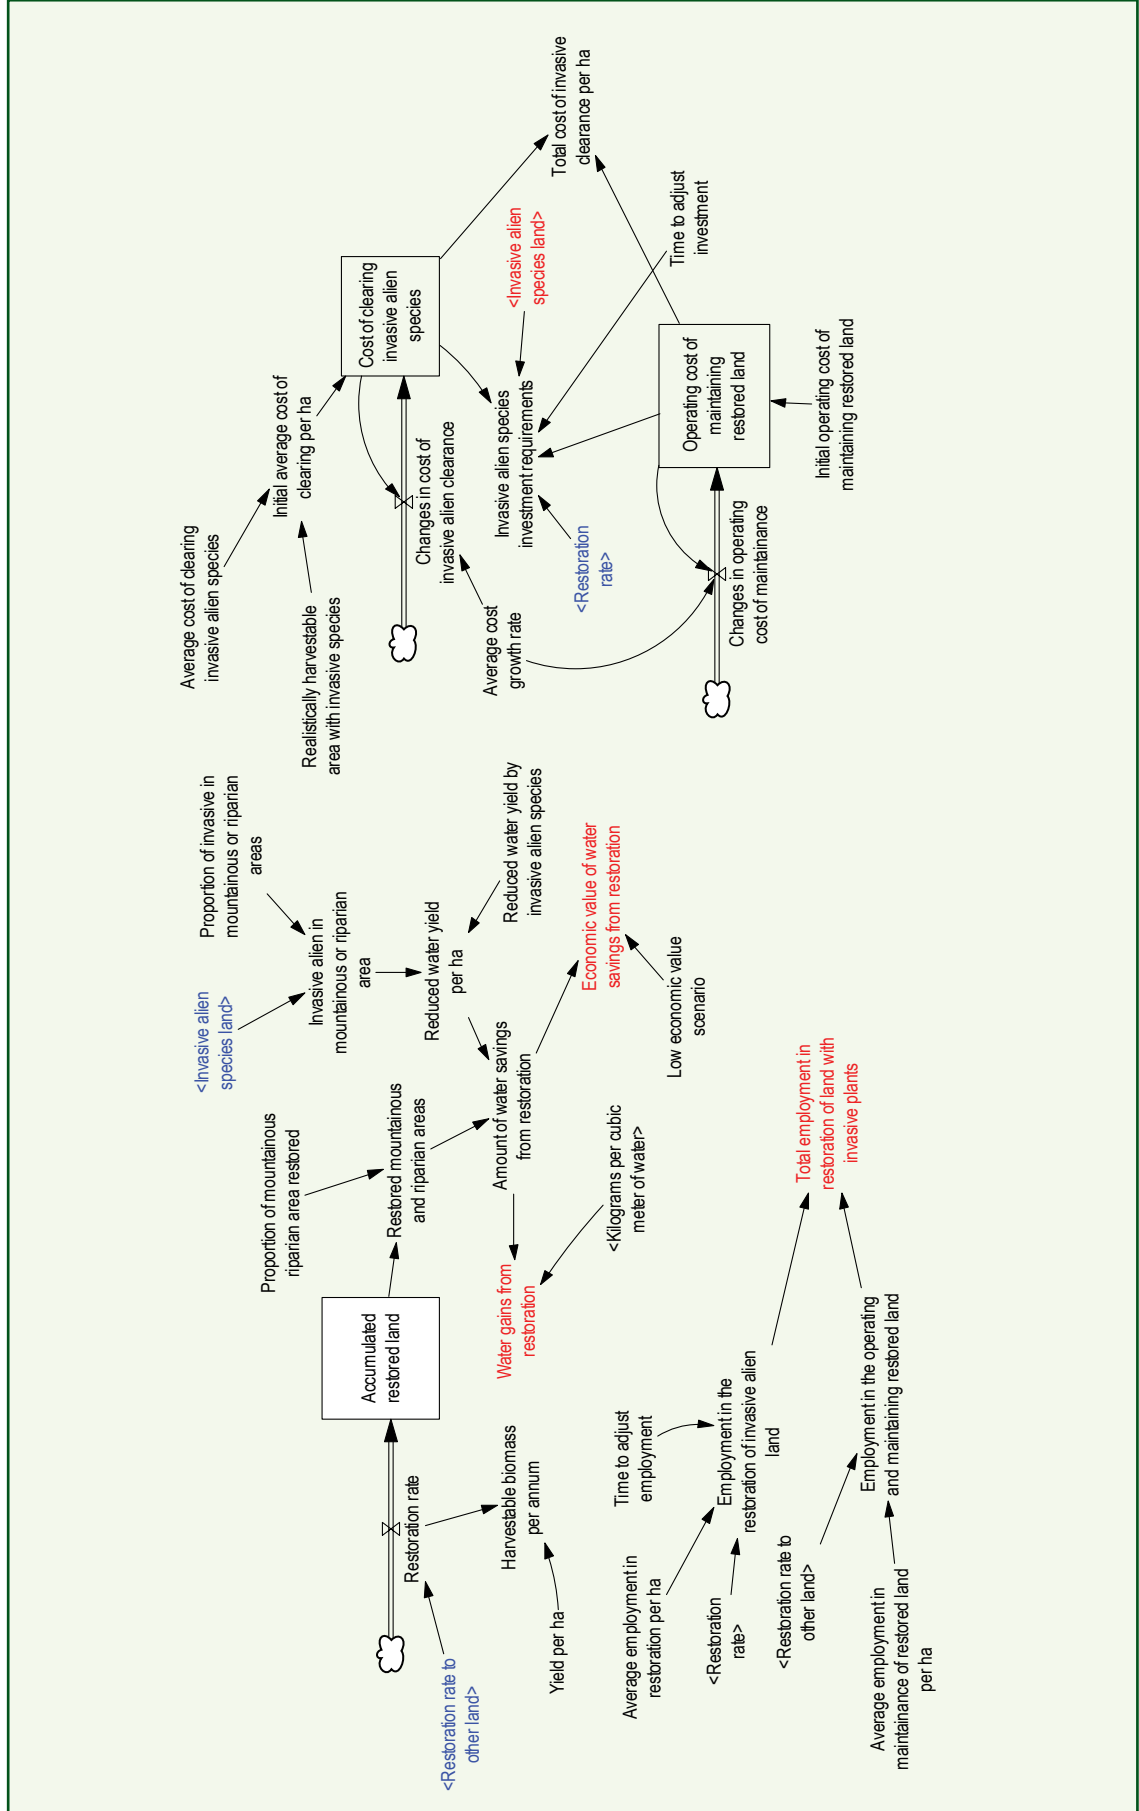 <Restoration rate to
other land>
Restoration rate
Accumulated
restored land
Harvestable biomass
per annum
Yield per ha
Proportion of mountainous
riparian area restored
Restored mountainous
and riparian areas
<Invasive alien
species land>
Proportion of invasive in
mountainous or riparian
areas
Invasive alien in
mountainous or riparian
area
Reduced water yield
per ha
Reduced water yield by
invasive alien species
Amount of water savings
from restoration
Water gains from
restoration
<Kilograms per cubic
meter of water>
Economic value of water
savings from restoration
Low economic value
scenario
Time to adjust
employment
Average employment in
restoration per ha
<Restoration
rate>
Employment in the
restoration of invasive alien
land
<Restoration rate to
other land>
Average employment in
maintainance of restored land
per ha
Employment in the operating
and maintaining restored land
Total employment in
restoration of land with
invasive plants
Average cost of clearing
invasive alien species
Realistically harvestable
area with invasive species
Initial average cost of
clearing per ha
Cost of clearing
invasive alien
species
Changes in cost of
invasive alien clearance
Average cost
growth rate
Invasive alien species
investment requirements
<Invasive alien
species land>
<Restoration
rate>
Total cost of invasive
clearance per ha
Time to adjust
investment
Operating cost of
maintaining
restored land
Changes in operating
cost of maintainance
Initial operating cost of
maintaining restored land